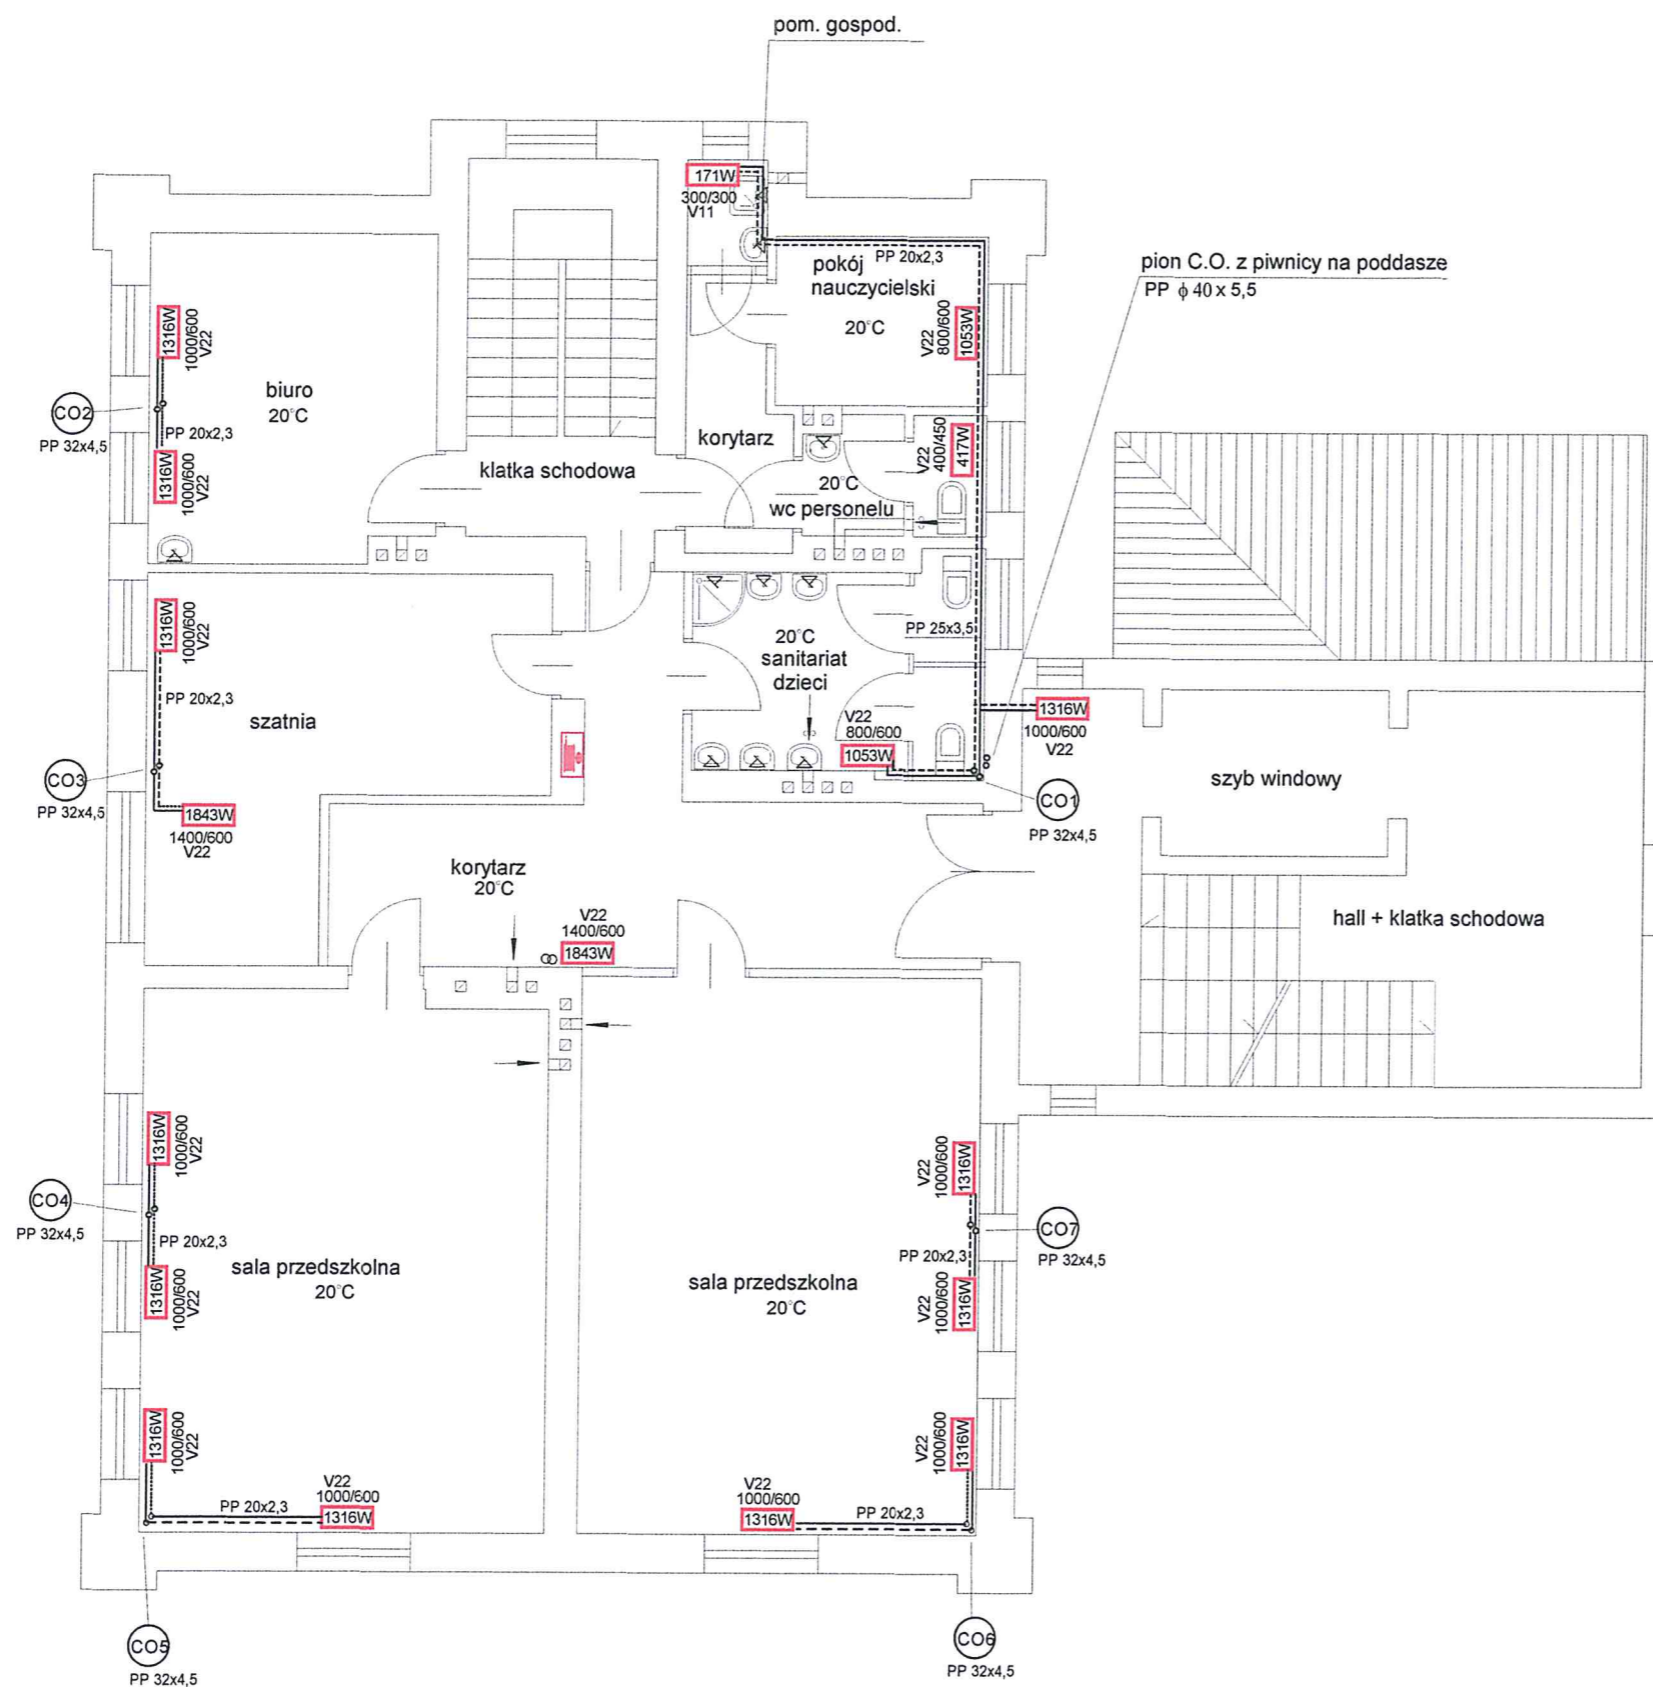 pom. gospod.
171W
300/300
V11
PP 20x2,3
pokój
nauczycielski
20°C
V22
800/600
1053W
pion C.O. z piwnicy na poddasze
PP ϕ 40 x 5,5
1316W
1000/600
V22
CO2
PP 32x4,5
biuro
20°C
PP 20x2,3
1316W
1000/600
V22
klatka schodowa
korytarz
V22
400/450
417W
20°C
wc personelu
1316W
1000/600
V22
PP 20x2,3
szatnia
CO3
PP 32x4,5
1843W
1400/600
V22
20°C
sanitariat
dzieci
PP 25x3,5
V22
800/600
1053W
1316W
1000/600
V22
CO1
PP 32x4,5
szyb windowy
hall + klatka schodowa
korytarz
20°C
V22
1400/600
1843W
1316W
1000/600
V22
CO4
PP 32x4,5
PP 20x2,3
sala przedszkolna
20°C
1316W
1000/600
V22
1316W
1000/600
V22
PP 20x2,3
V22
1000/600
1316W
CO5
PP 32x4,5
V22
1000/600
1316W
CO7
PP 32x4,5
PP 20x2,3
sala przedszkolna
20°C
V22
1000/600
1316W
V22
1000/600
1316W
V22
1000/600
1316W
PP 20x2,3
CO6
PP 32x4,5